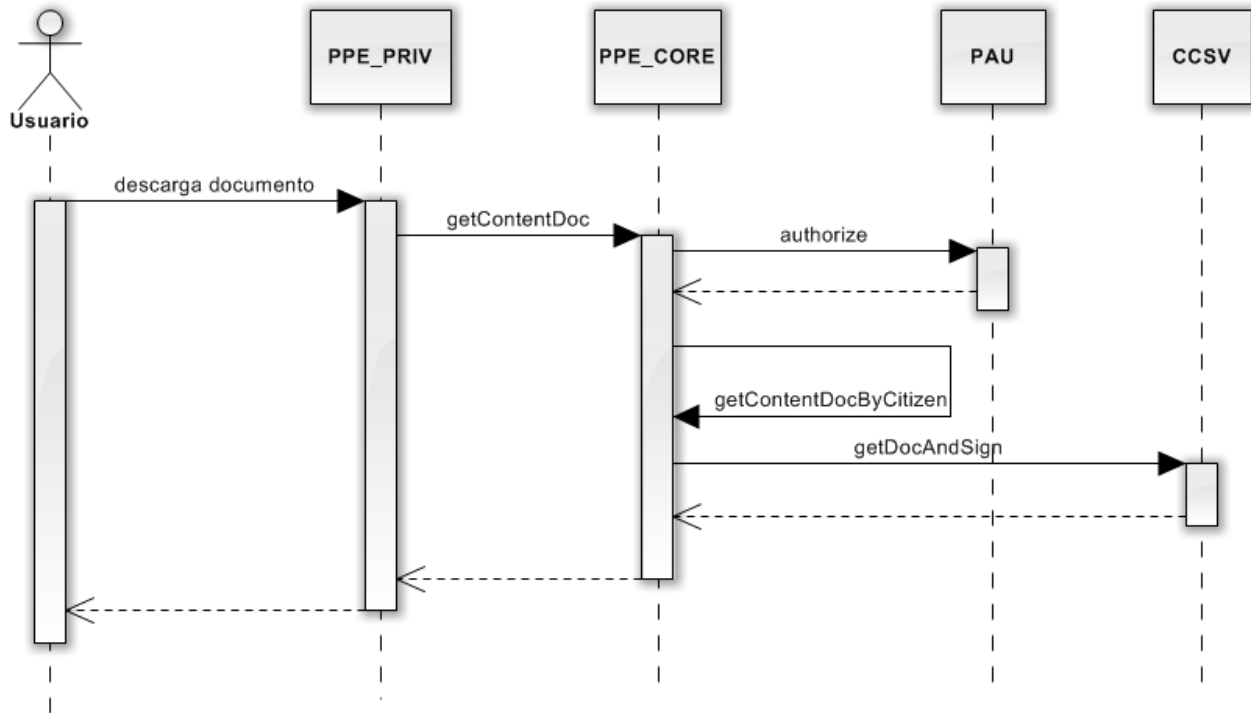 PPE_PRIV
PPE_CORE
PAU
CCSV
Usuario
descarga documento
getContentDoc
authorize
getContentDocByCitizen
getDocAndSign